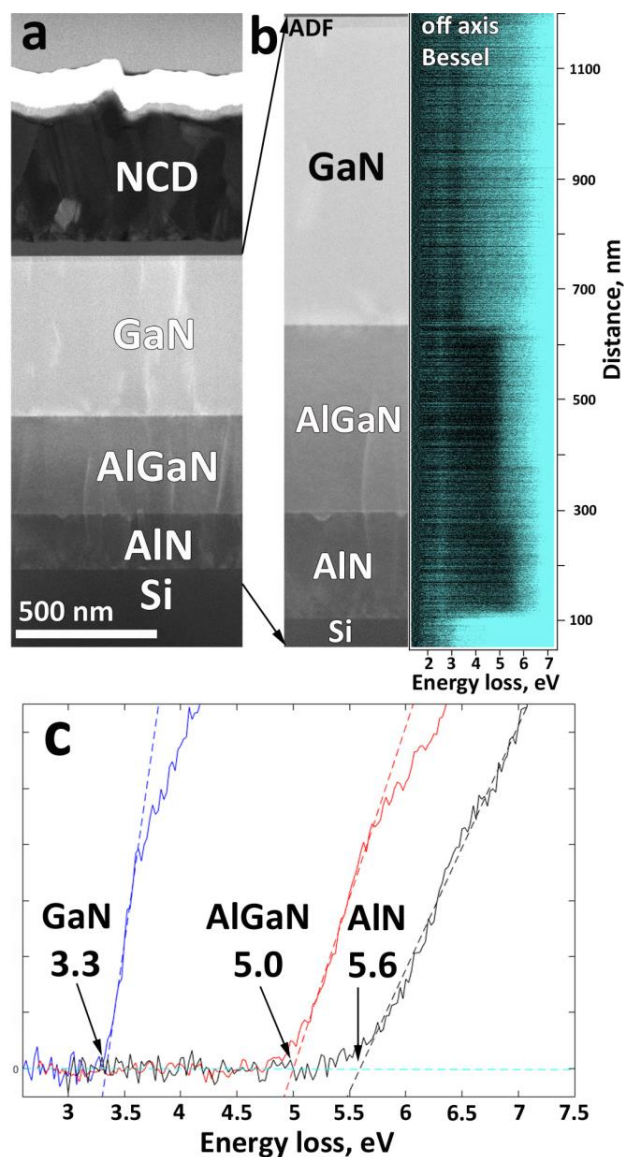 a
NCD
GaN
AlGaN
AlN
Si
500 nm
b
ADF
GaN
AlGaN
AlN
Si
off axis
Bessel
1100
900
700
500
300
100
Distance, nm
2 3 4 5 6 7
Energy loss, eV
c
GaN
3.3
AlGaN
5.0
AlN
5.6
0
3 3.5 4 4.5 5 5.5 6 6.5 7 7.5
Energy loss, eV